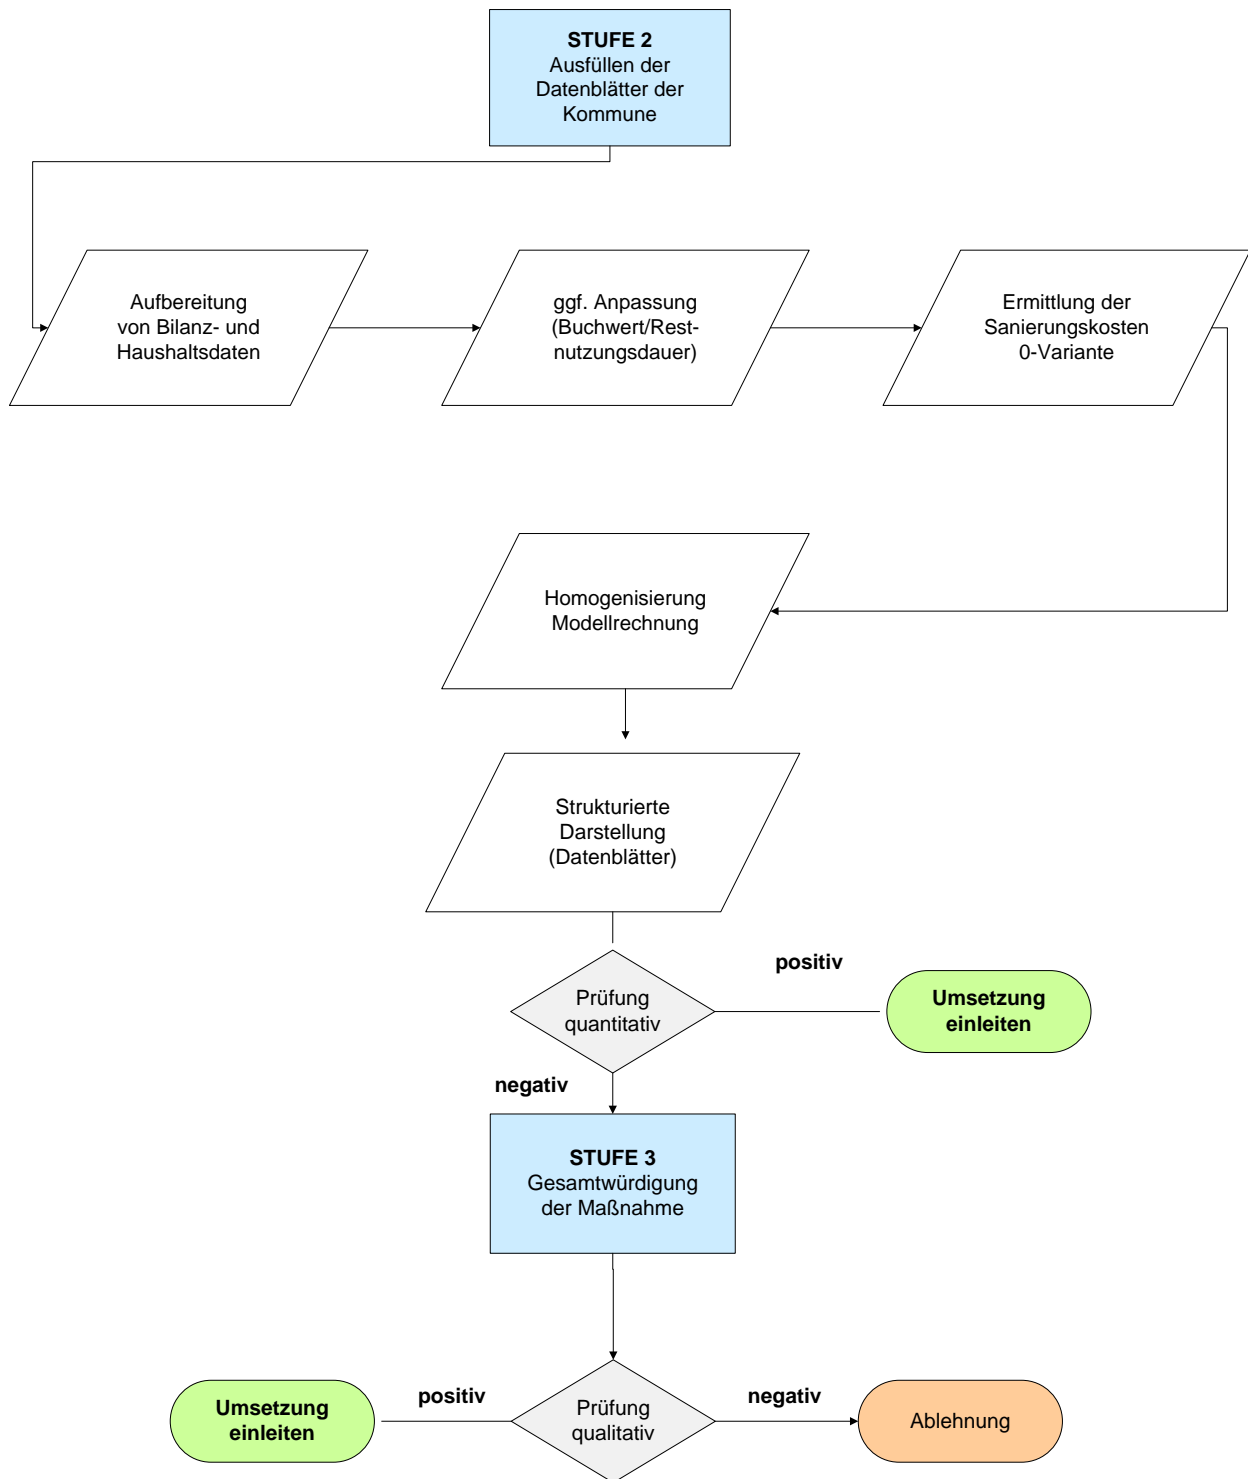 STUFE 2
Ausfüllen der
Datenblätter der
Kommune
Aufbereitung
von Bilanz- und
Haushaltsdaten
ggf. Anpassung
(Buchwert/Rest-
nutzungsdauer)
Ermittlung der
Sanierungskosten
0-Variante
Homogenisierung
Modellrechnung
Strukturierte
Darstellung
(Datenblätter)
Prüfung
quantitativ
positiv
Umsetzung
einleiten
negativ
STUFE 3
Gesamtwürdigung
der Maßnahme
Umsetzung
einleiten
positiv
Prüfung
qualitativ
negativ
Ablehnung